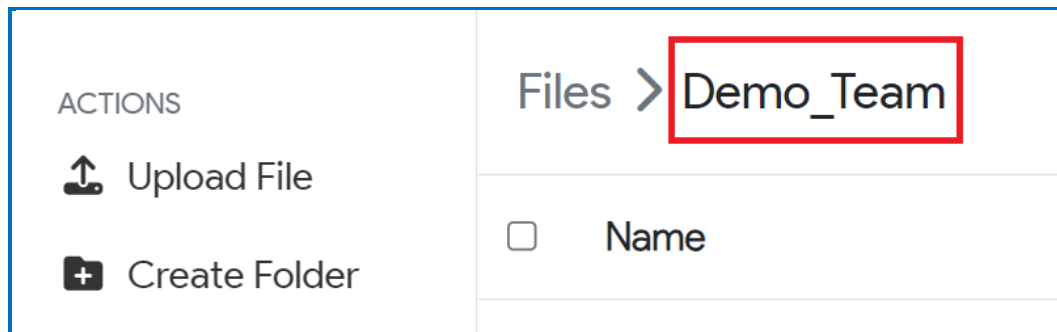 ACTIONS
Upload File
Create Folder
Files > Demo_Team
Name